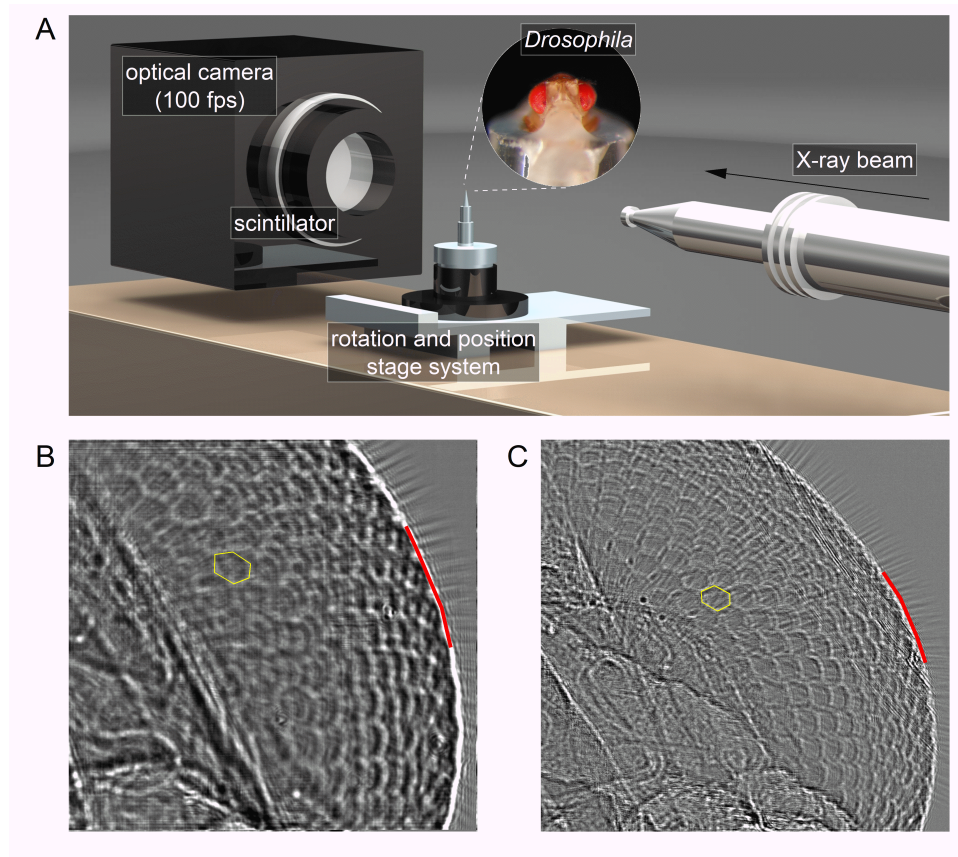 A
optical camera
(100 fps)
Drosophila
X-ray beam
scintillator
rotation and position
stage system
B
C